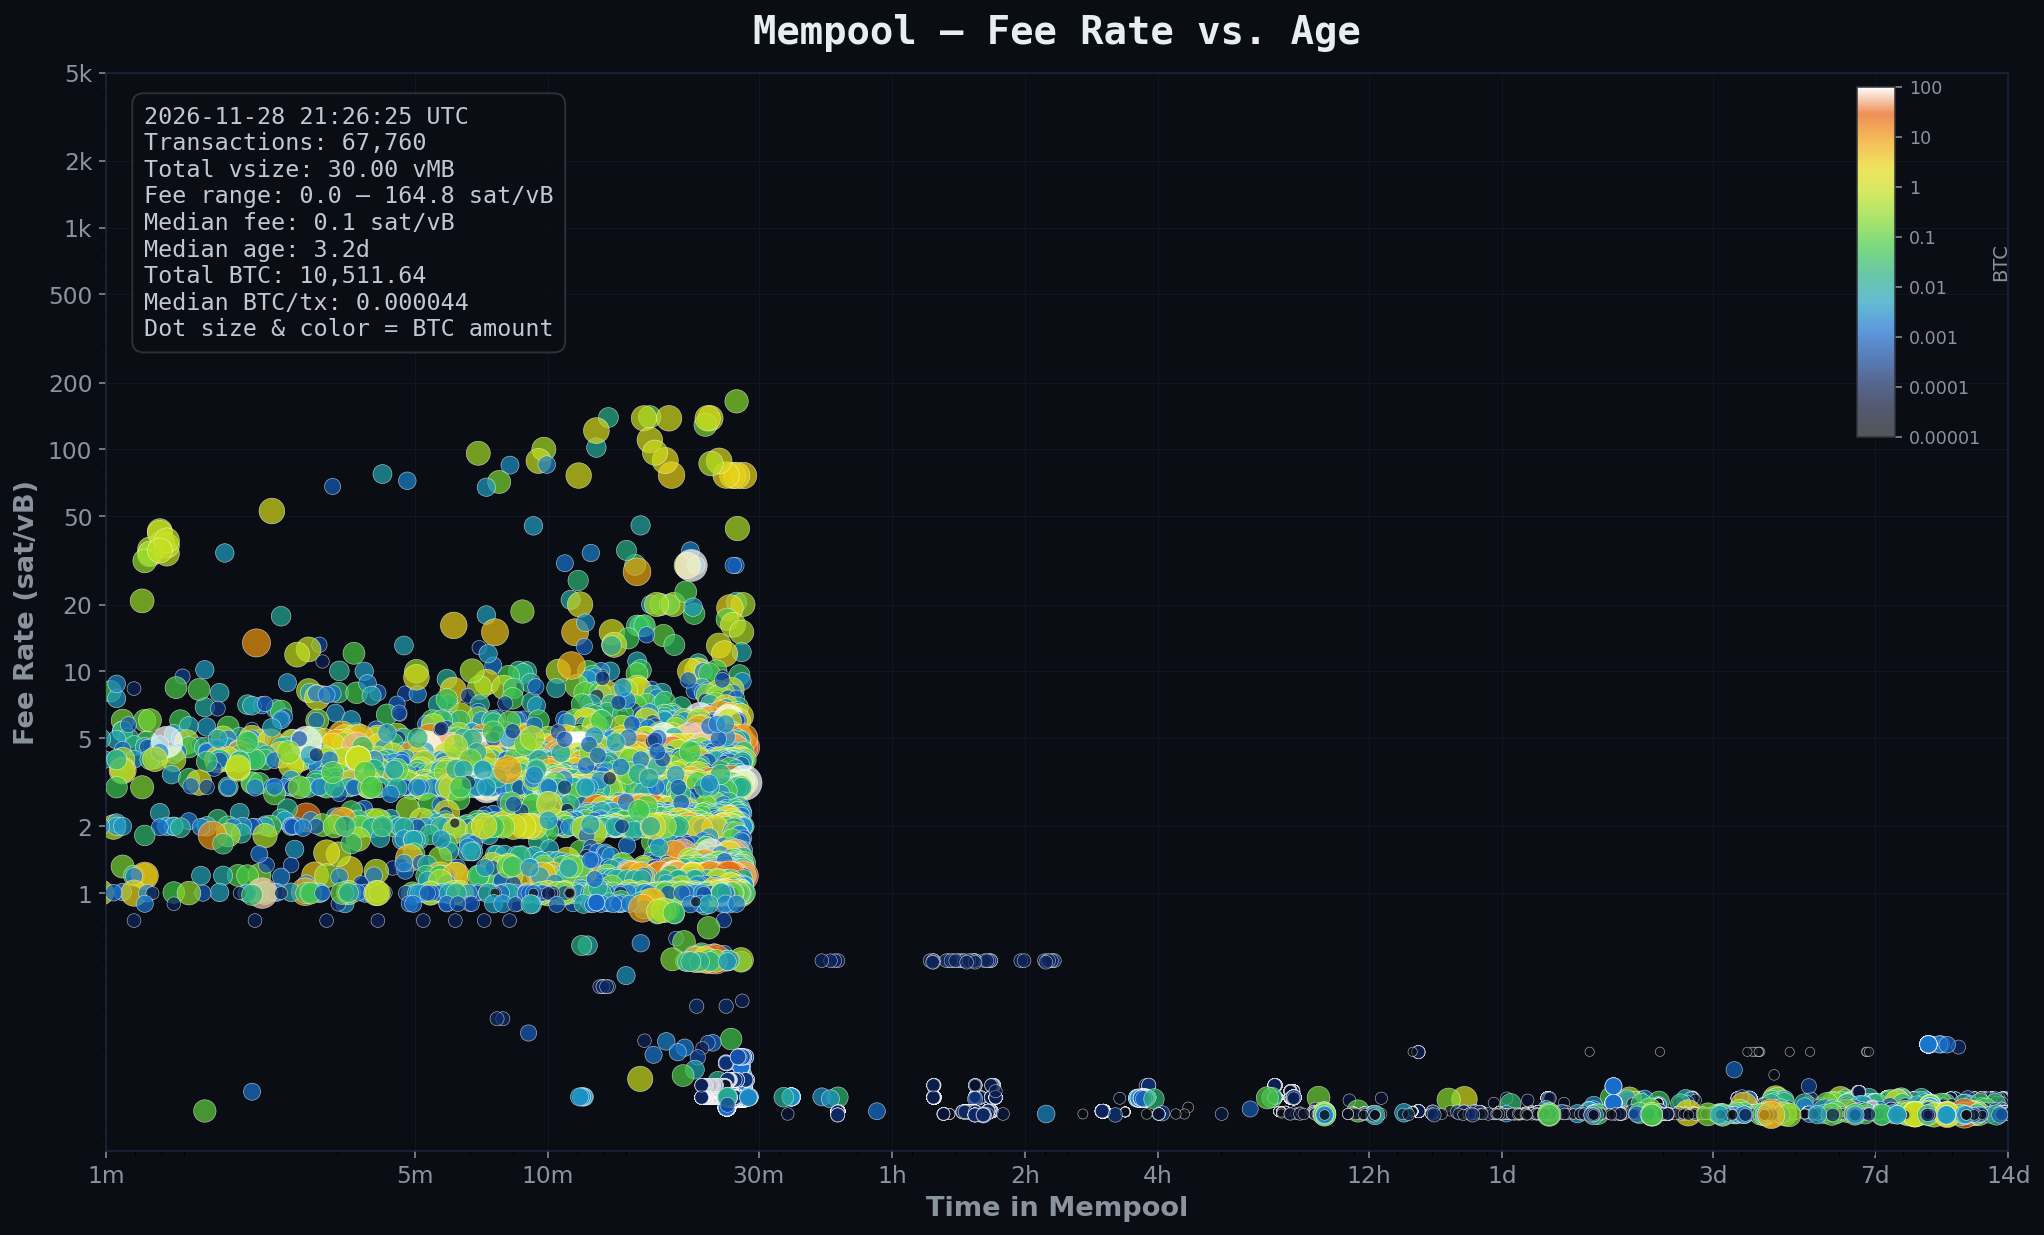 Mempool — Fee Rate vs. Age
2026-11-28 21:26:25 UTC
Transactions: 67,760
Total vsize: 30.00 vMB
Fee range: 0.0 – 164.8 sat/vB
Median fee: 0.1 sat/vB
Median age: 3.2d
Total BTC: 10,511.64
Median BTC/tx: 0.000044
Dot size & color = BTC amount
5k
2k
1k
500
200
100
50
20
10
5
2
1
Fee Rate (sat/vB)
100
10
1
0.1
0.01
0.001
0.0001
0.00001
BTC
1m 5m 10m 30m 1h 2h 4h 12h 1d 3d 7d 14d
Time in Mempool